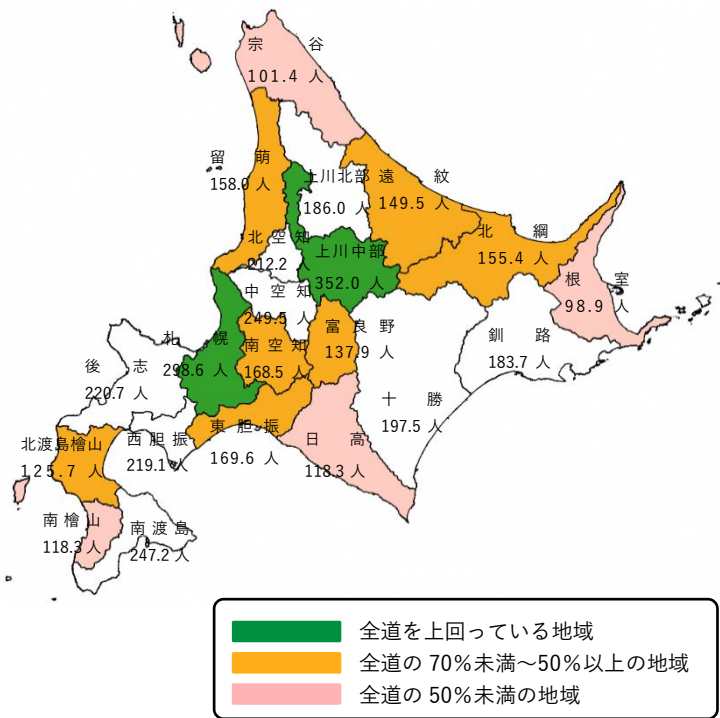 宗谷
101.4 人
留萌
158.0 人
上川北部
186.0 人
遠紋
149.5 人
北網
155.4 人
北空知
212.2 人
上川中部
352.0 人
根室
98.9 人
中空知
249.5 人
富良野
137.9 人
釧路
183.7 人
札幌
298.6 人
南空知
168.5 人
後志
220.7 人
十勝
197.5 人
東胆振
169.6 人
日高
118.3 人
北渡島檜山
125.7 人
西胆振
219.1 人
南檜山
118.3 人
南渡島
247.2 人
全道を上回っている地域
全道の 70%未満～50%以上の地域
全道の 50%未満の地域